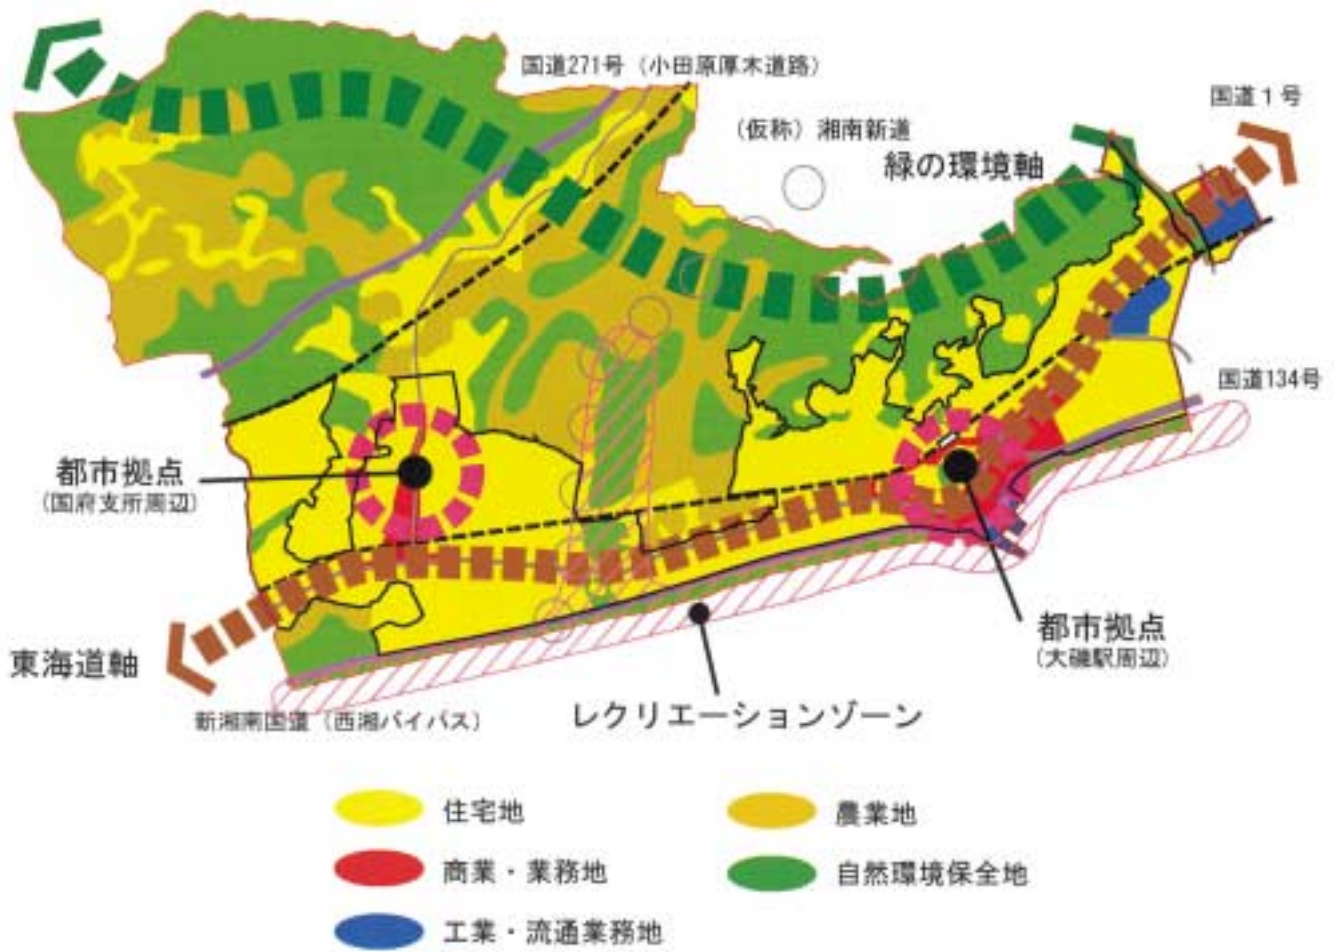 国道271号（小田原厚木道路）
国道１号
（仮称）湘南新道
緑の環境軸
国道134号
都市拠点
（国府支所周辺）
都市拠点
（大磯駅周辺）
東海道軸
新湘南国道（西湘バイパス）
レクリエーションゾーン
住宅地
農業地
商業・業務地
自然環境保全地
工業・流通業務地